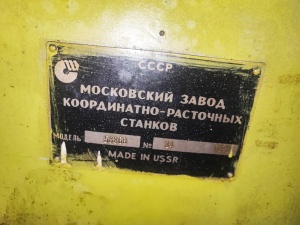 СССР
МОСКОВСКИЙ ЗАВОД
КООРДИНАТНО-РАСТОЧНЫХ
СТАНКОВ
МОДЕЛЬ №
MADE IN USSR